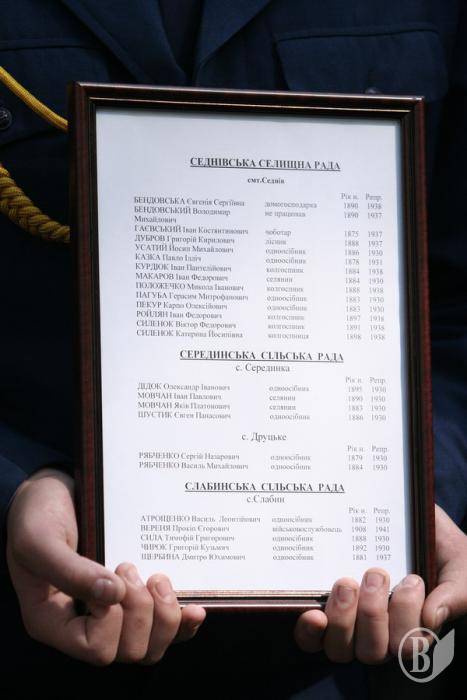 СЕДНІВСЬКА СЕЛИЩНА РАДА
смт.Седнів
Рік н. Репр.
БЕНДОВСЬКА Євгенія Сергіївна домогосподарка 1890 1938
БЕНДОВСЬКИЙ Володимир не працював 1890 1937
Михайлович
ГАЄВСЬКИЙ Іван Костянтинович чоботар 1875 1937
ДУБРОВ Григорій Кирилович лісник 1888 1937
УСАТИЙ Йосип Михайлович одноосібник 1886 1930
КАЗКА Павло Ілліч одноосібник 1878 1931
КУРДЮК Іван Пантелійович колгоспник 1884 1938
МАКАРОВ Іван Федорович селянин 1884 1930
ПОЛОЖЕЧКО Микола Іванович колгоспник 1888 1938
ПАГУБА Герасим Митрофанович одноосібник 1883 1930
ПЕКУР Карпо Олексійович одноосібник 1883 1930
РОЙЛЯН Іван Федорович колгоспник 1897 1938
СИЛЕНОК Віктор Федорович колгоспник 1891 1938
СИЛЕНОК Катерина Йосипівна колгоспниця 1898 1938
СЕРЕДИНСЬКА СІЛЬСЬКА РАДА
с. Серединка
Рік н. Репр.
ДІДОК Олександр Іванович одноосібник 1895 1930
МОВЧАН Іван Павлович селянин 1890 1930
МОВЧАН Яків Платонович селянин 1883 1930
ШУСТИК Євген Панасович одноосібник 1886 1930
с. Друцьке
Рік н. Репр.
РЯБЧЕНКО Сергій Назарович одноосібник 1879 1930
РЯБЧЕНКО Василь Михайлович одноосібник 1884 1930
СЛАБИНСЬКА СІЛЬСЬКА РАДА
с.Слабин
Рік н. Репр.
АТРОЩЕНКО Василь Леонтійович одноосібник 1882 1930
ВЕРЕНЯ Прокіп Єгорович військовослужбовець 1908 1941
СИЛА Тимофій Григорович одноосібник 1888 1930
ЧИРОК Григорій Кузьмич одноосібник 1892 1930
ЩЕРБИНА Дмитро Юхимович одноосібник 1881 1937
В